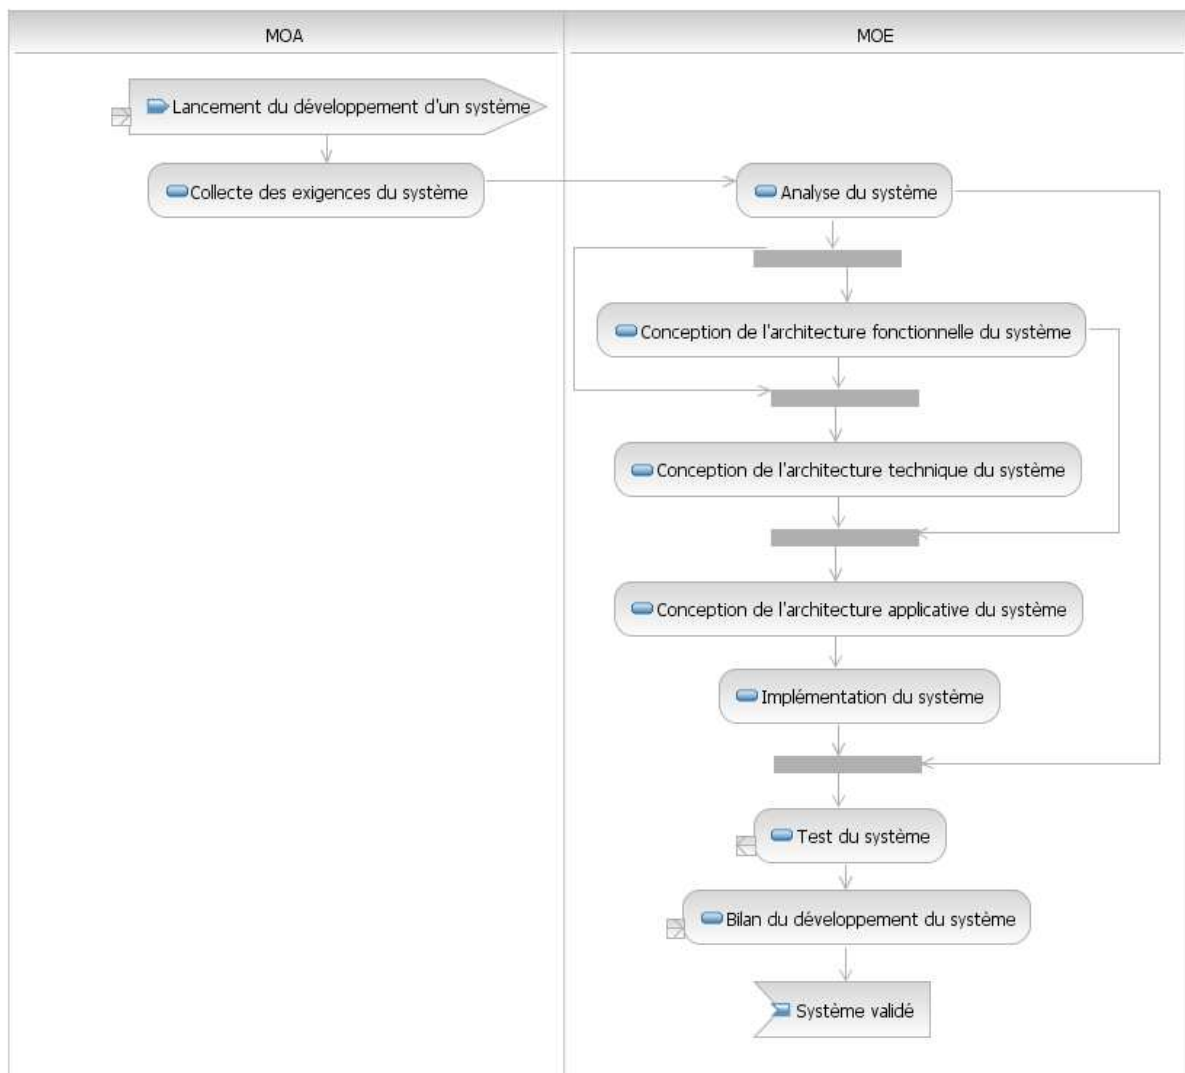 MOA
MOE
Lancement du développement d'un système
Collecte des exigences du système
Analyse du système
Conception de l'architecture fonctionnelle du système
Conception de l'architecture technique du système
Conception de l'architecture applicative du système
Implémentation du système
Test du système
Bilan du développement du système
Système validé